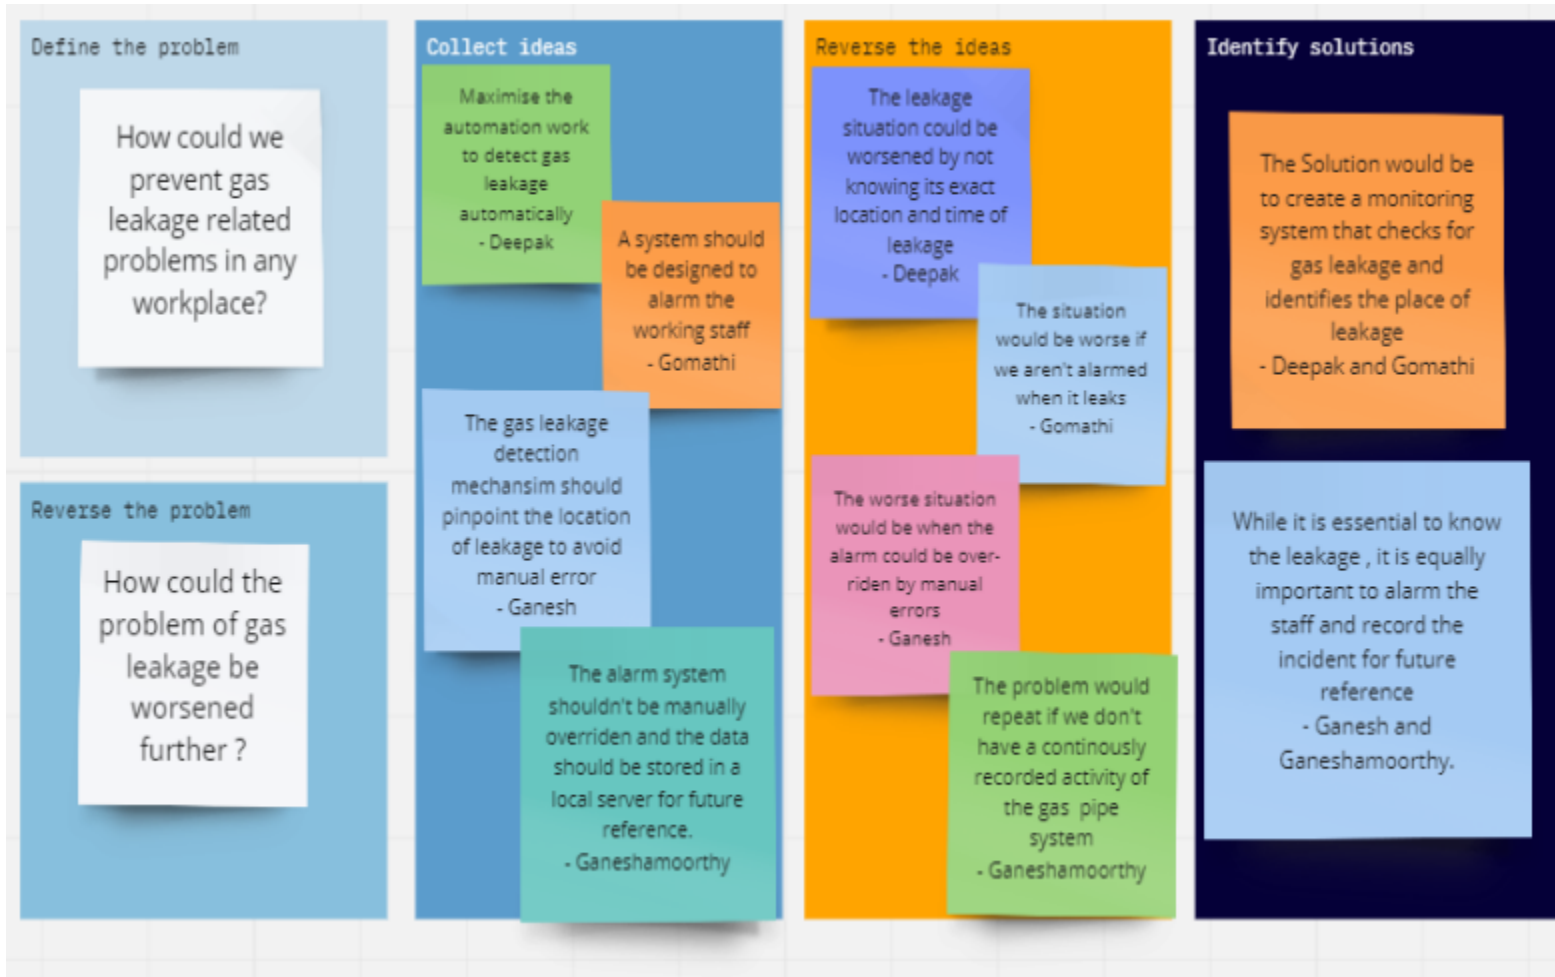 Define the problem
How could we
prevent gas
leakage related
problems in any
workplace?
Reverse the problem
How could the
problem of gas
leakage be
worsened
further ?
Collect ideas
Maximise the
automation work
to detect gas
leakage
automatically
- Deepak
A system should
be designed to
alarm the
working staff
- Gomathi
The gas leakage
detection
mechansim should
pinpoint the location
of leakage to avoid
manual error
- Ganesh
The alarm system
shouldn't be manually
overriden and the data
should be stored in a
local server for future
reference.
- Ganeshamoorthy
Reverse the ideas
The leakage
situation could be
worsened by not
knowing its exact
location and time of
leakage
- Deepak
The situation
would be worse if
we aren't alarmed
when it leaks
- Gomathi
The worse situation
would be when the
alarm could be over-
riden by manual
errors
- Ganesh
The problem would
repeat if we don't
have a continously
recorded activity of
the gas pipe
system
- Ganeshamoorthy
Identify solutions
The Solution would be
to create a monitoring
system that checks for
gas leakage and
identifies the place of
leakage
- Deepak and Gomathi
While it is essential to know
the leakage , it is equally
important to alarm the
staff and record the
incident for future
reference
- Ganesh and
Ganeshamoorthy.